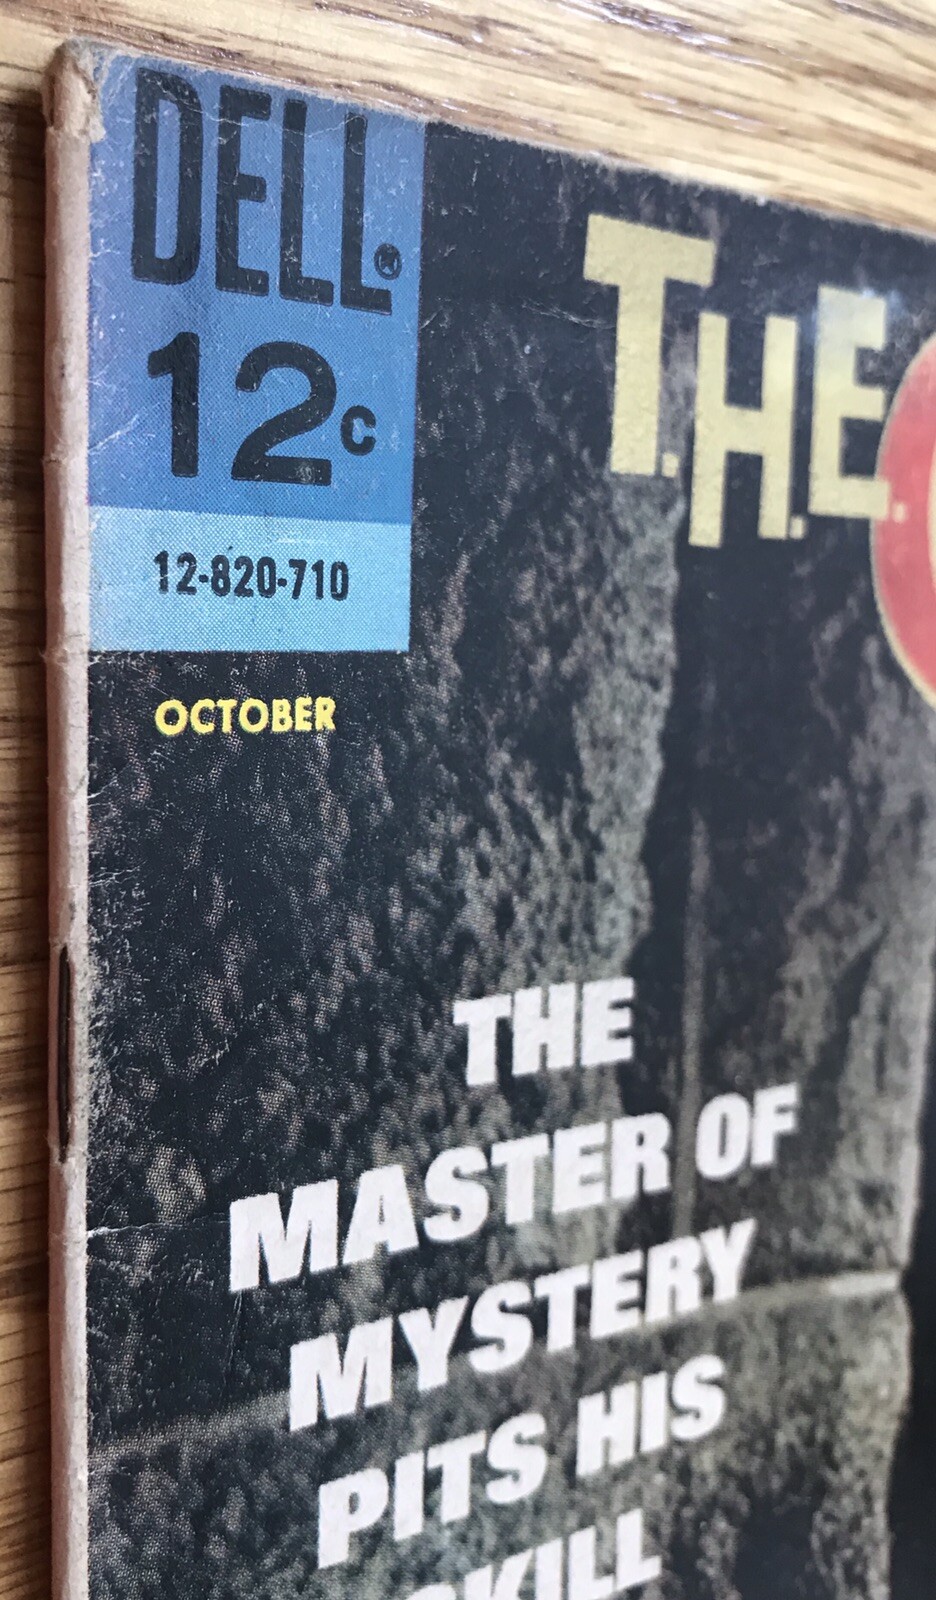 DELL®
12c
12-820-710
OCTOBER
T.H.E.
THE
MASTER OF
MYSTERY
PITS HIS